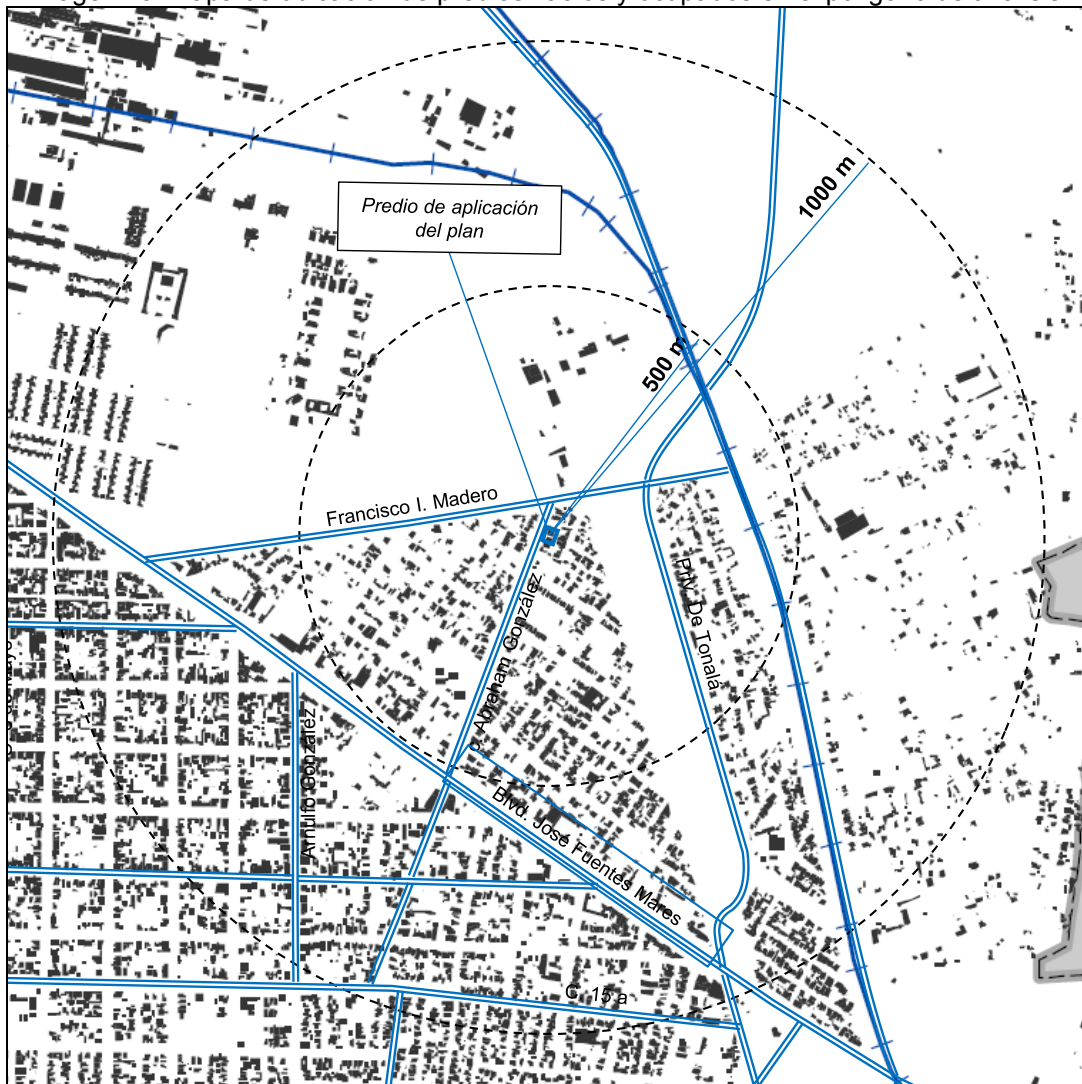 1000 m
Predio de aplicación
del plan
500 m
Francisco I. Madero
Priv. De Tonalá
P. Abraham González
Arnulfo González
Blvd. José Fuentes Mares
C. 15 a